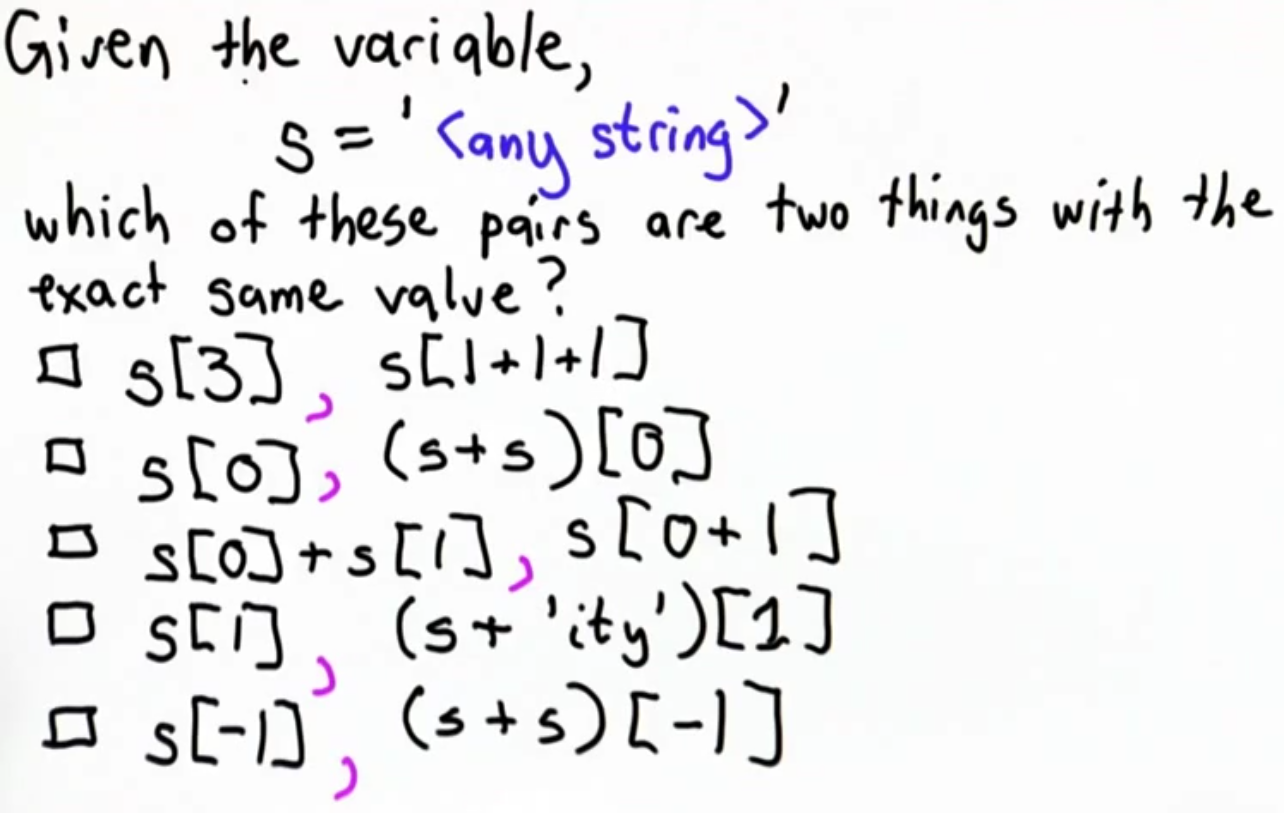 Given the variable,
s = '<any string>'
which of these pairs are two things with the
exact same value?
□ s[3], s[1+1+1]
□ s[0], (s+s)[0]
□ s[0]+s[1], s[0+1]
□ s[1], (s+'ity')[1]
□ s[-1], (s+s)[-1]